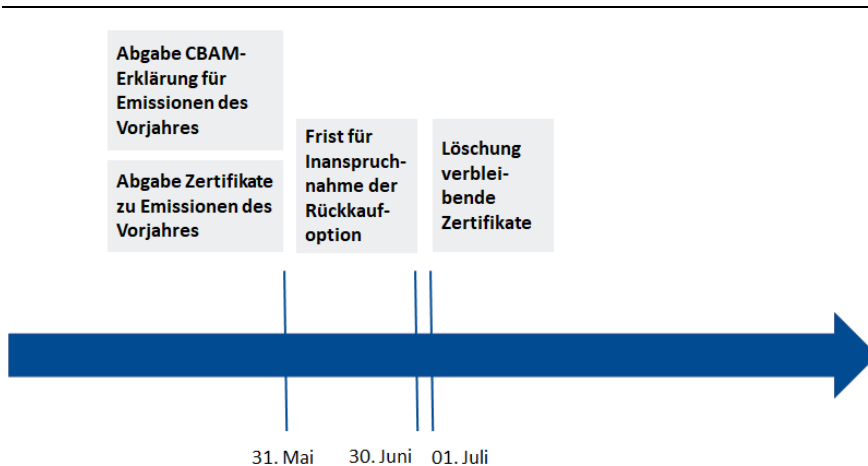 Abgabe CBAM-
Erklärung für
Emissionen des
Vorjahres
Abgabe Zertifikate
zu Emissionen des
Vorjahres
Frist für
Inanspruch-
nahme der
Rückkauf-
option
Löschung
verblei-
bende
Zertifikate
31. Mai
30. Juni
01. Juli